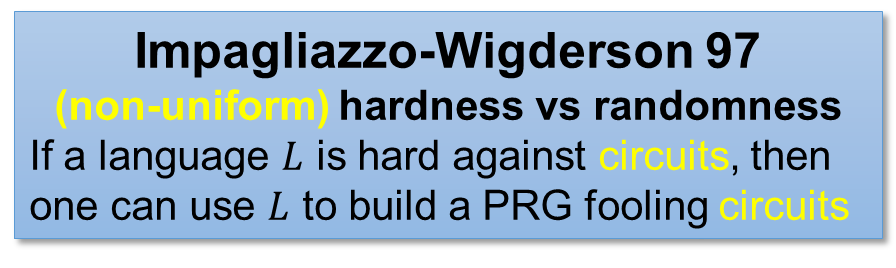 Impagliazzo-Wigderson 97
(non-uniform) hardness vs randomness
If a language 𝐿 is hard against circuits, then
one can use 𝐿 to build a PRG fooling circuits